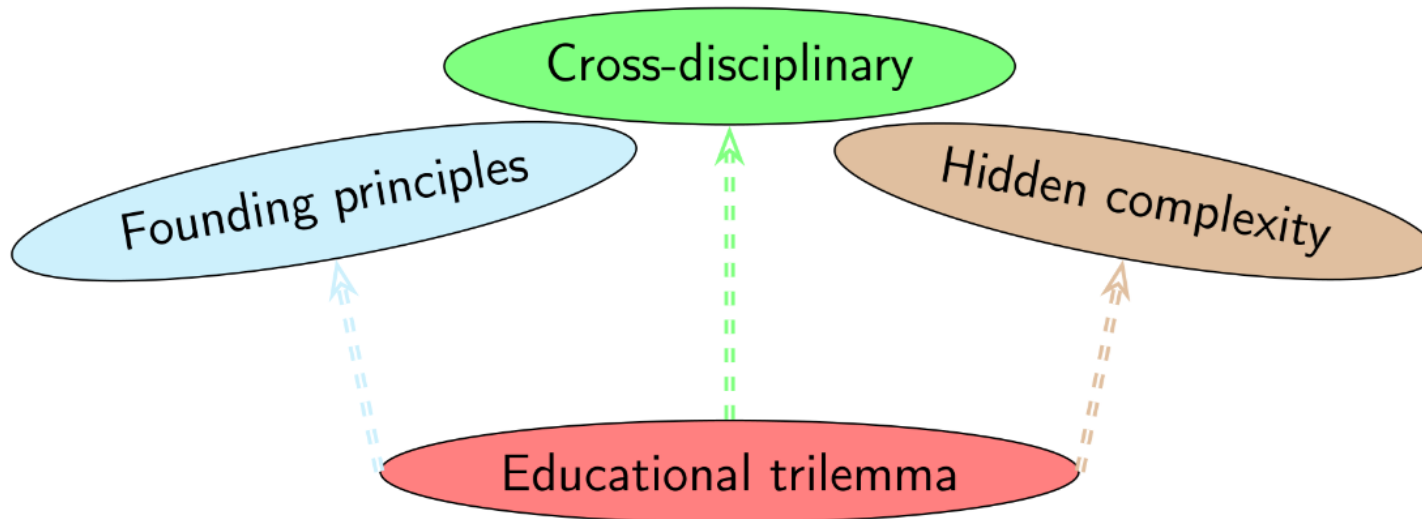 Cross-disciplinary
Founding principles
Hidden complexity
Educational trilemma